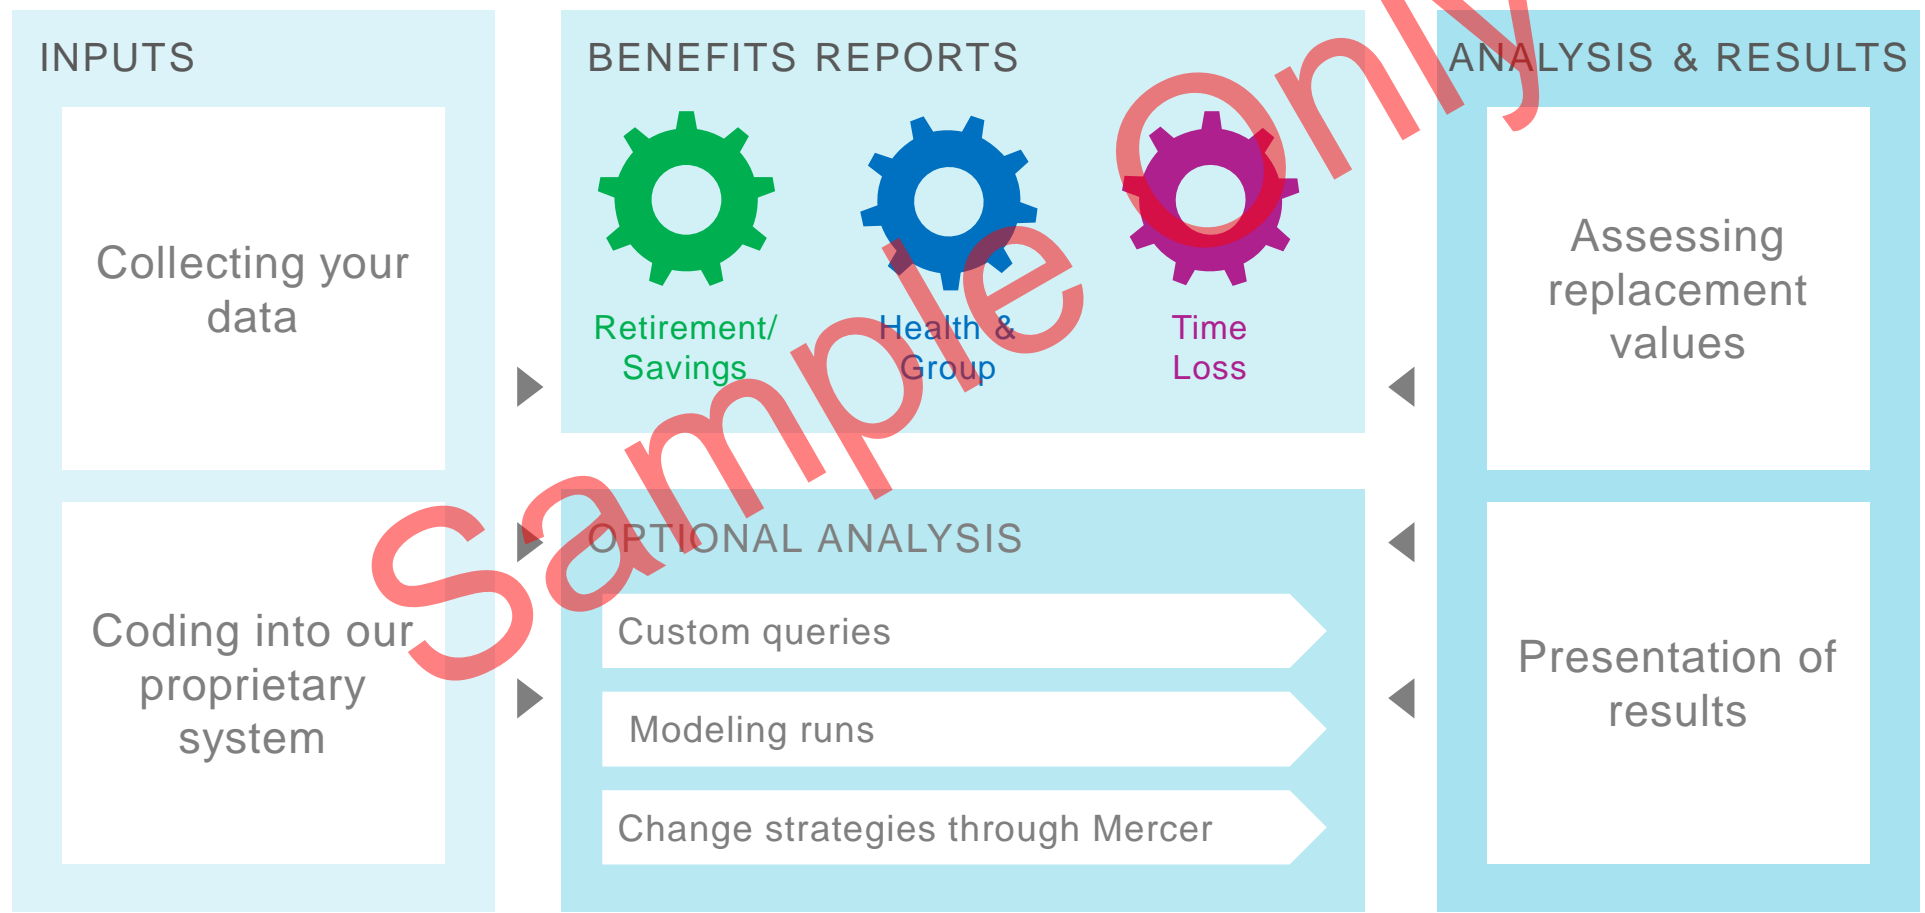 INPUTS
Collecting your
data
Coding into our
proprietary
system
BENEFITS REPORTS
Retirement/
Savings
Health &
Group
Time
Loss
OPTIONAL ANALYSIS
Custom queries
Modeling runs
Change strategies through Mercer
ANALYSIS & RESULTS
Assessing
replacement
values
Presentation of
results
Sample Only